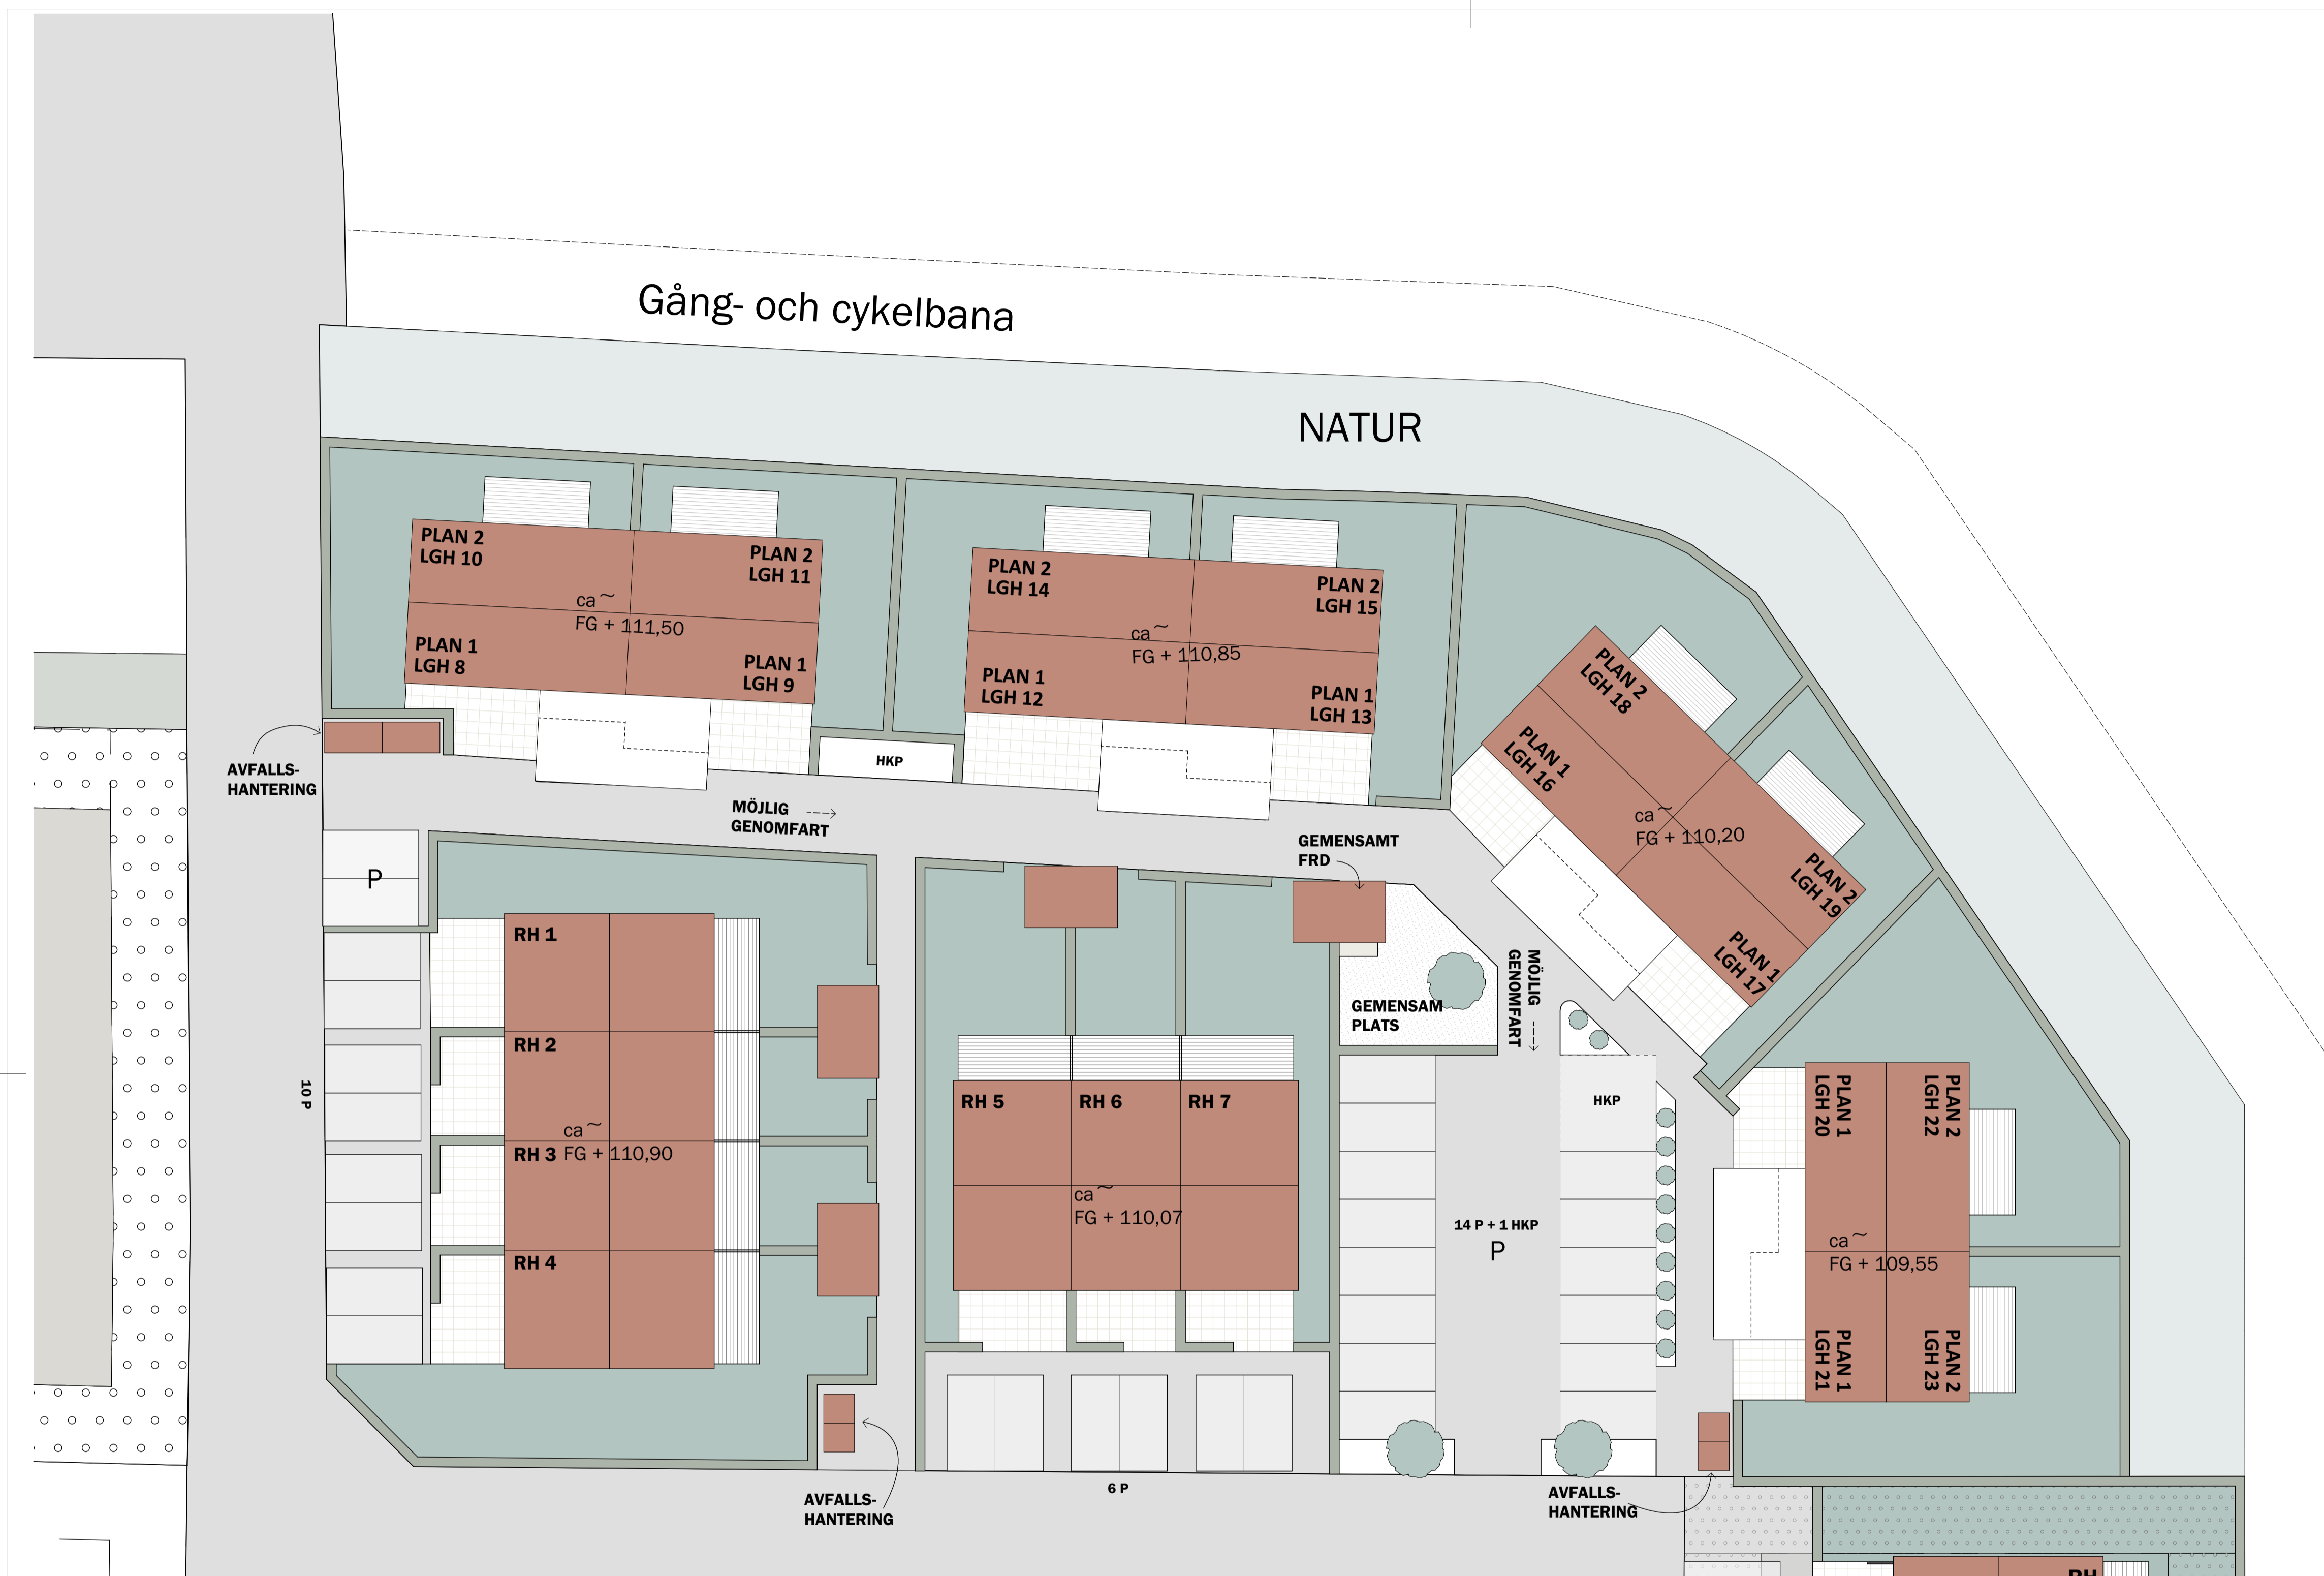 Gång- och cykelbana
NATUR
PLAN 2
LGH 10
PLAN 2
LGH 11
ca~
FG + 111,50
PLAN 1
LGH 8
PLAN 1
LGH 9
PLAN 2
LGH 14
PLAN 2
LGH 15
ca~
FG + 110,85
PLAN 1
LGH 12
PLAN 1
LGH 13
PLAN 2
LGH 18
PLAN 1
LGH 16
ca~
FG + 110,20
PLAN 2
LGH 19
PLAN 1
LGH 17
AVFALLS-
HANTERING
HKP
MÖJLIG
GENOMFART
GEMENSAMT
FRD
P
RH 1
RH 2
ca~
RH 3
FG + 110,90
RH 4
10 P
GEMENSAM
PLATS
MÖJLIG
GENOMFART
RH 5
RH 6
RH 7
ca~
FG + 110,07
HKP
14 P + 1 HKP
P
PLAN 1
LGH 20
PLAN 2
LGH 22
ca~
FG + 109,55
PLAN 1
LGH 21
PLAN 2
LGH 23
6 P
AVFALLS-
HANTERING
AVFALLS-
HANTERING
RH